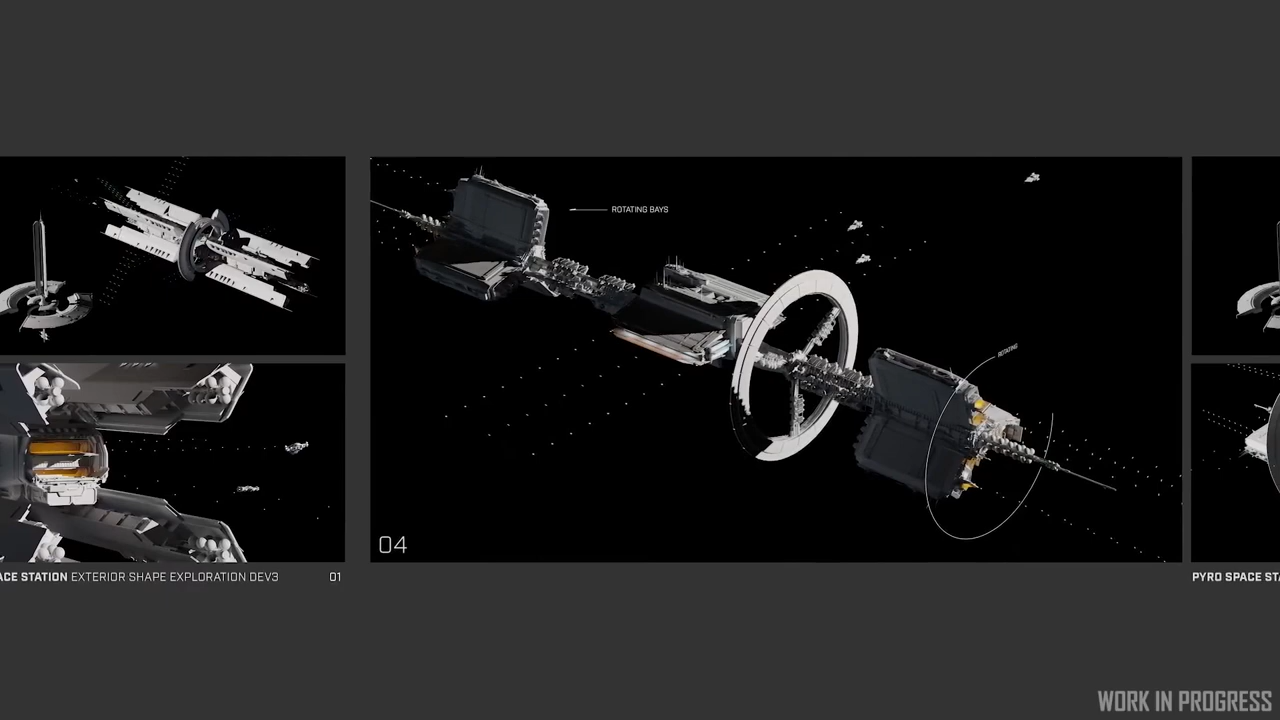 ROTATING BAYS
ROTATING
04
ACE STATION EXTERIOR SHAPE EXPLORATION DEV3 01
PYRO SPACE STA
WORK IN PROGRESS